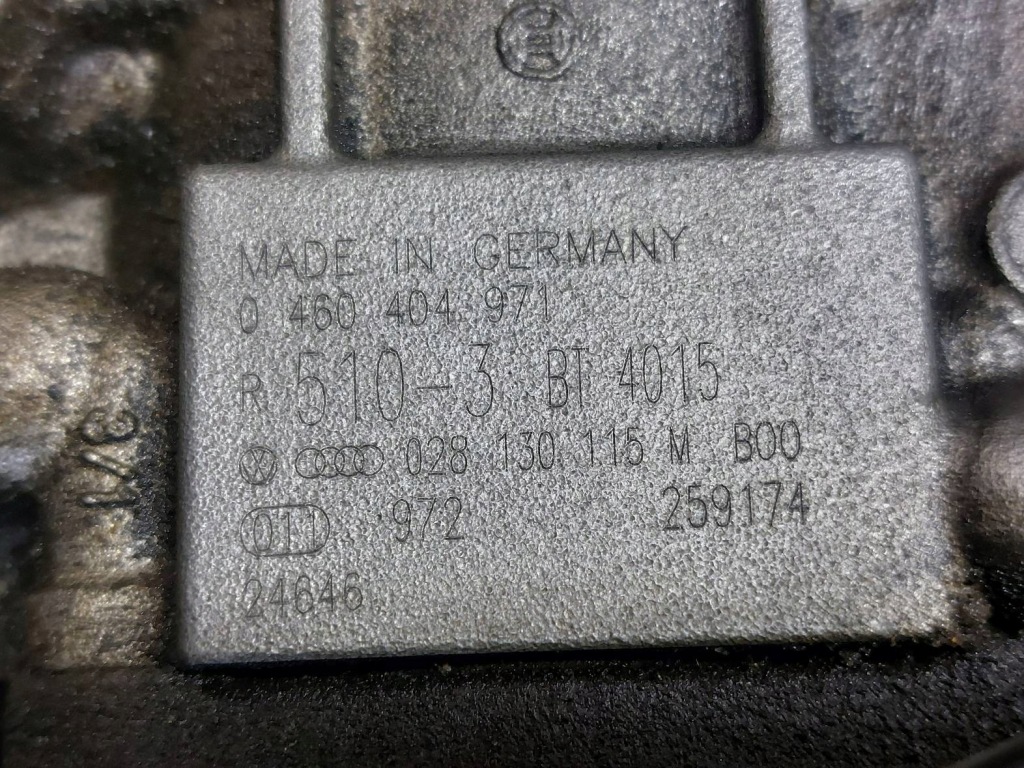 MADE IN GERMANY
0 460 404 971
R 510-3 BT 4015
028 130 115 M B00
011 972 259174
24646